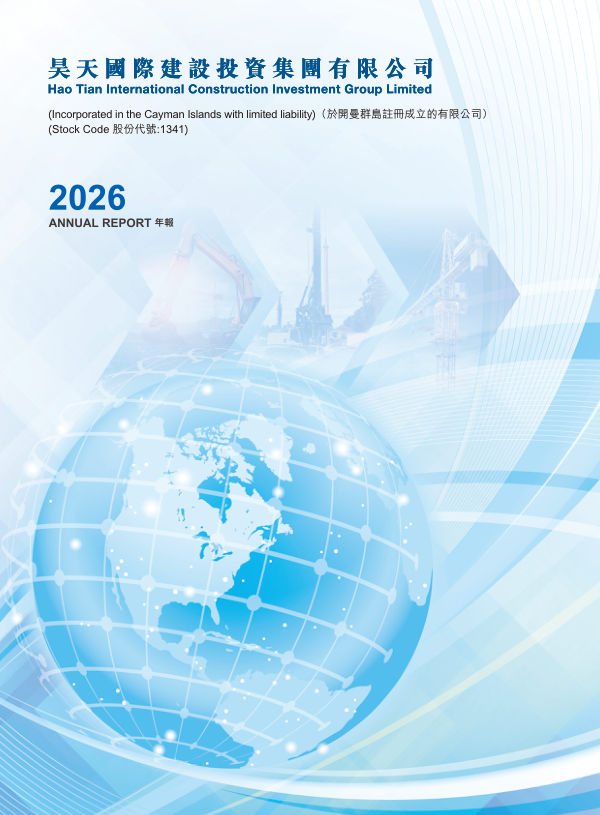 昊天國際建設投資集團有限公司
Hao Tian International Construction Investment Group Limited
(Incorporated in the Cayman Islands with limited liability)（於開曼群島註冊成立的有限公司）
(Stock Code 股份代號:1341)
2026
ANNUAL REPORT 年報